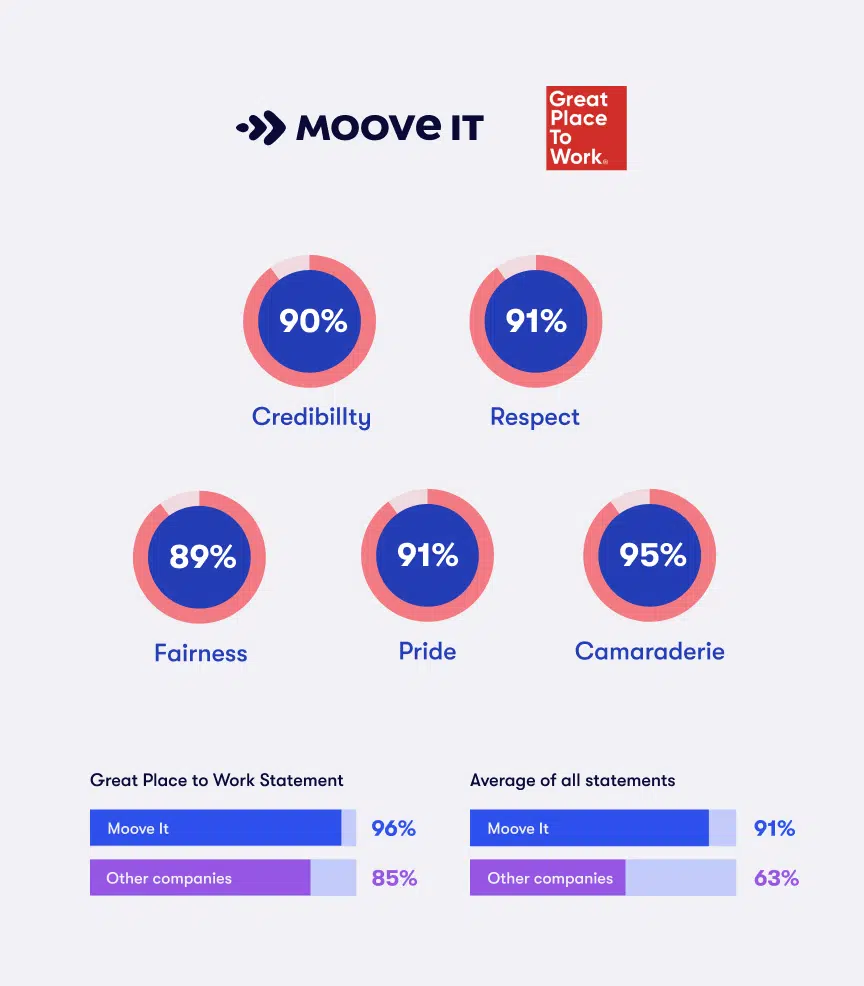 MOOVe IT
Great
Place
To
Work®
90%
91%
Credibillty
Respect
89%
91%
95%
Fairness
Pride
Camaraderie
Great Place to Work Statement
Moove It
96%
Other companies
85%
Average of all statements
Moove It
91%
Other companies
63%